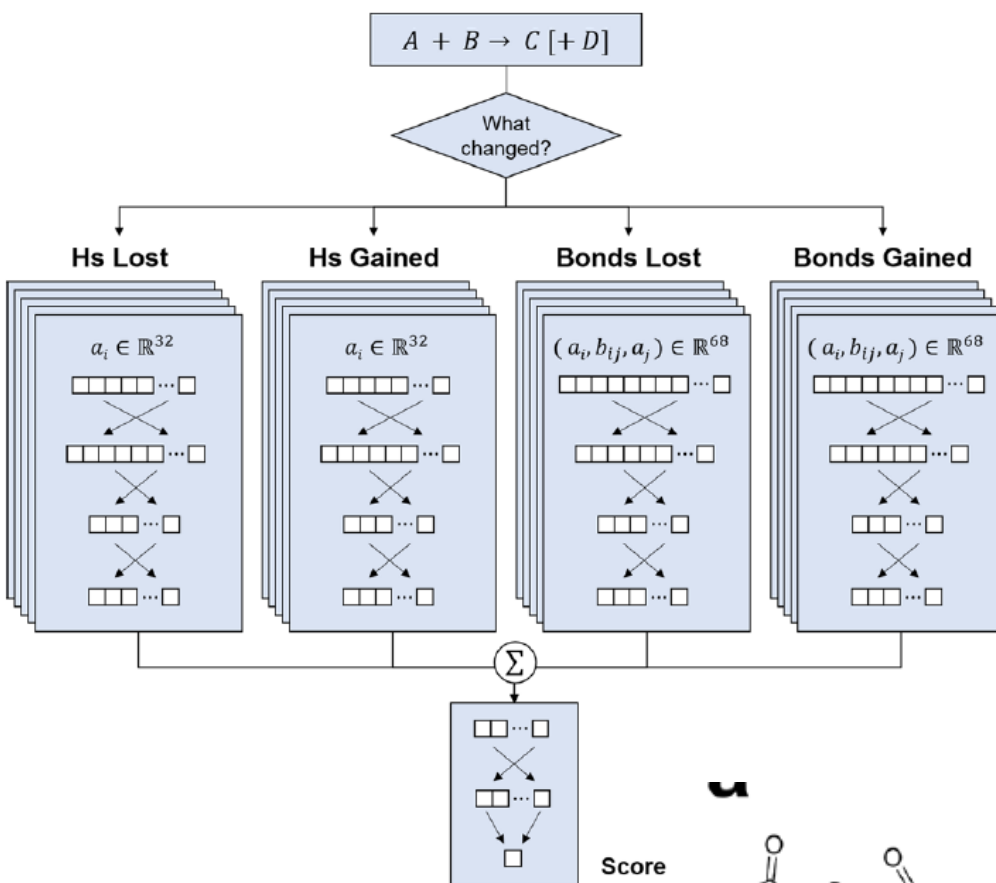 A + B → C [+ D]
What
changed?
Hs Lost
Hs Gained
Bonds Lost
Bonds Gained
a_i ∈ ℝ^32
a_i ∈ ℝ^32
( a_i, b_ij, a_j ) ∈ ℝ^68
( a_i, b_ij, a_j ) ∈ ℝ^68
Σ
Score
O
O